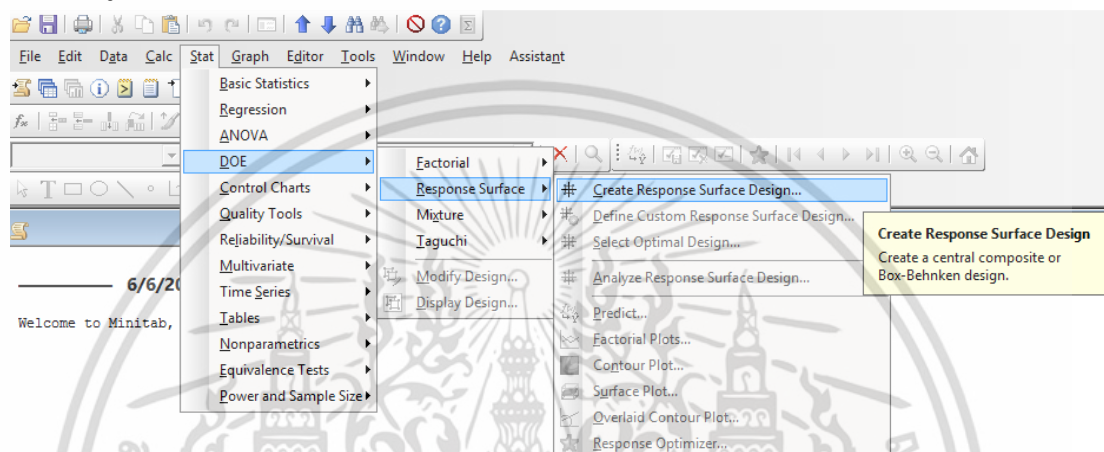 File Edit Data Calc Stat Graph Editor Tools Window Help Assistant
Basic Statistics
Regression
ANOVA
DOE
Control Charts
Quality Tools
Reliability/Survival
Multivariate
Time Series
Tables
Nonparametrics
Equivalence Tests
Power and Sample Size
Factorial
Response Surface
Mixture
Taguchi
Modify Design...
Display Design...
Create Response Surface Design...
Define Custom Response Surface Design...
Select Optimal Design...
Analyze Response Surface Design...
Predict...
Factorial Plots...
Contour Plot...
Surface Plot...
Overlaid Contour Plot...
Response Optimizer...
Create Response Surface Design
Create a central composite or
Box-Behnken design.
6/6/20
Welcome to Minitab,